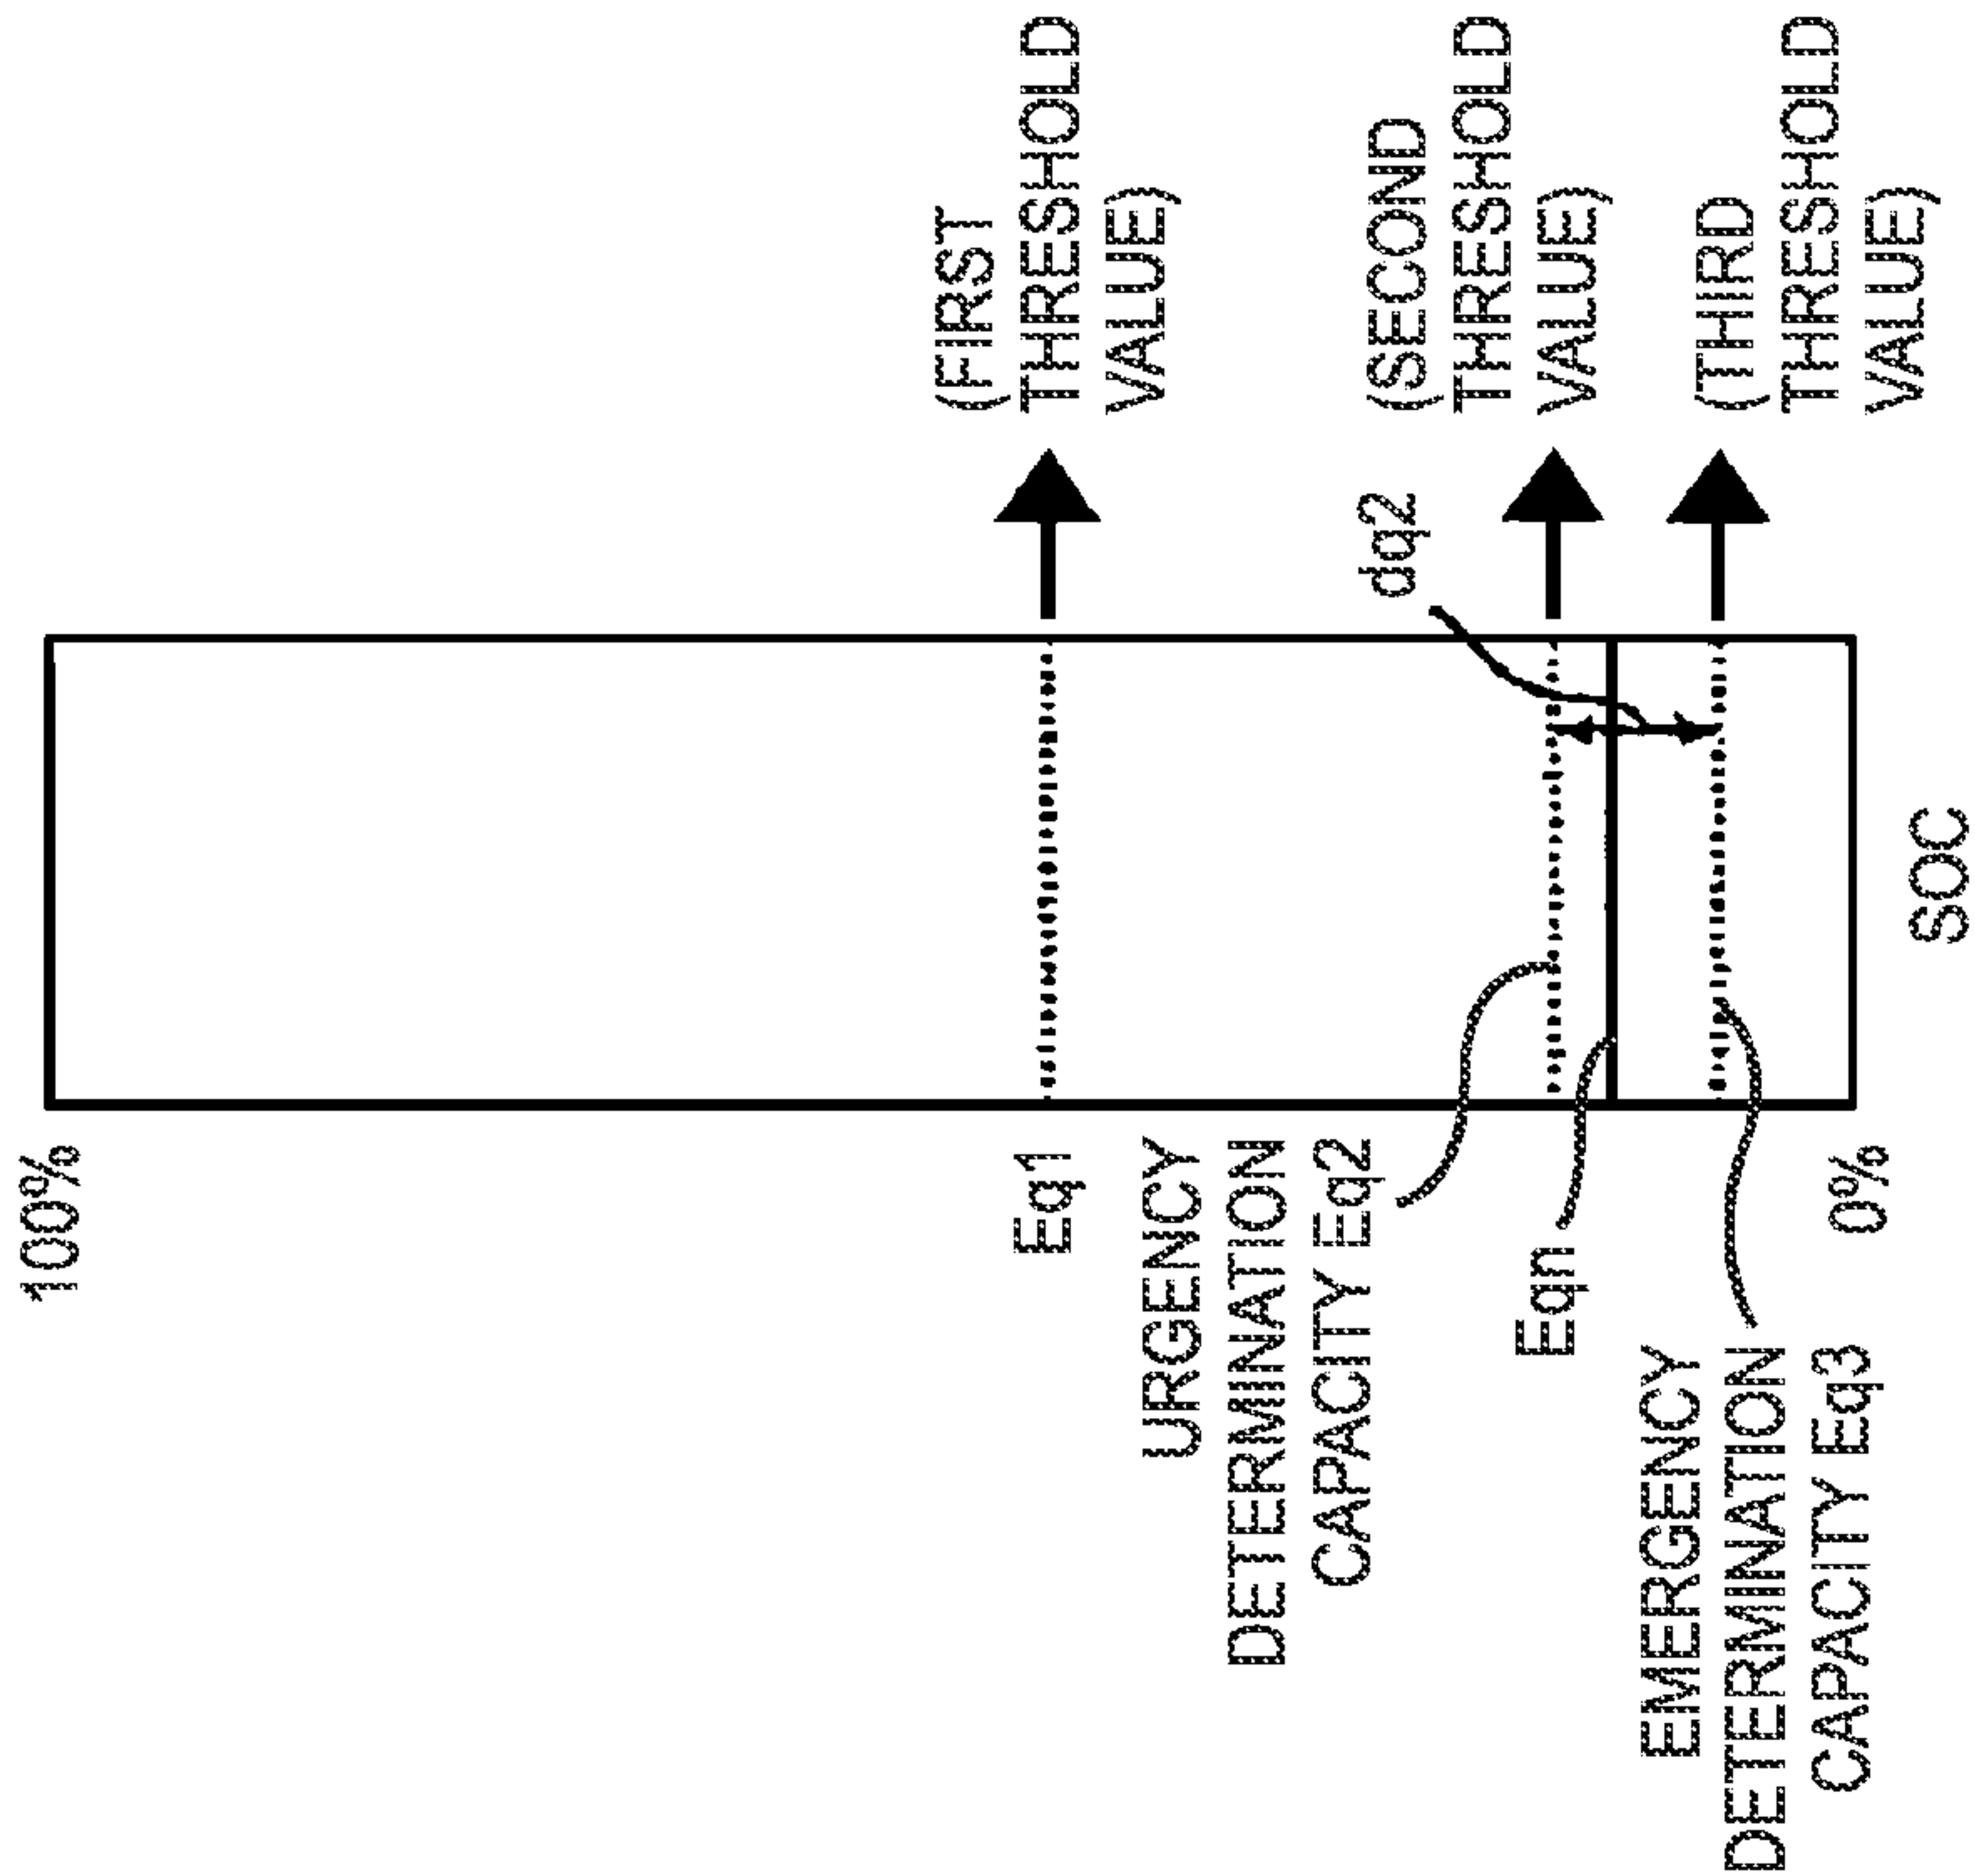 100%
Eq1
URGENCY
DETERMINATION
CAPACITY Eq2
Eqn
EMERGENCY
DETERMINATION
CAPACITY Eq3
0%
SOC
dq2
(FIRST
THRESHOLD
VALUE)
(SECOND
THRESHOLD
VALUE)
(THIRD
THRESHOLD
VALUE)